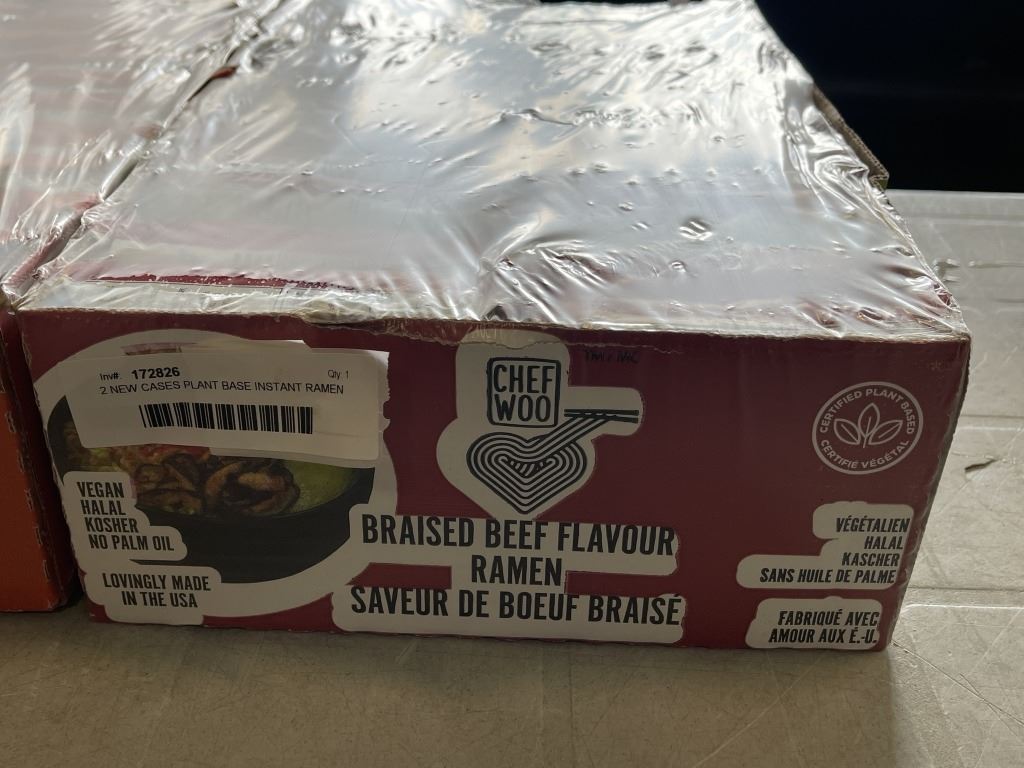 Inv#. 172826 Qty 1
2 NEW CASES PLANT BASE INSTANT RAMEN
CHEF
WOO
CERTIFIED PLANT BASED
CERTIFIÉ VÉGÉTAL
VEGAN
HALAL
KOSHER
NO PALM OIL
LOVINGLY MADE
IN THE USA
BRAISED BEEF FLAVOUR
RAMEN
SAVEUR DE BOEUF BRAISÉ
VÉGÉTALIEN
HALAL
KASCHER
SANS HUILE DE PALME
FABRIQUÉ AVEC
AMOUR AUX É.-U.